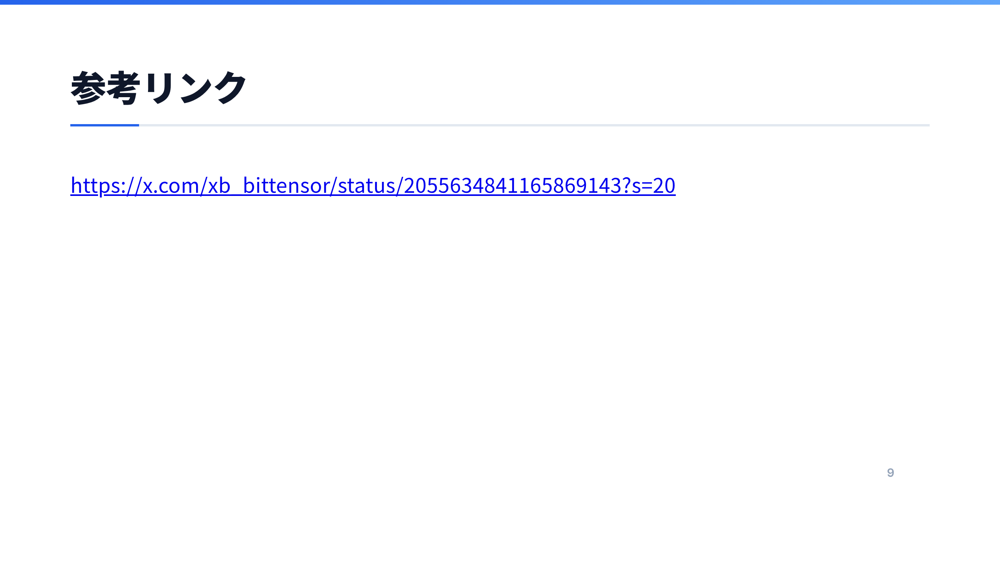 参考リンク
https://x.com/xb_bittensor/status/2055634841165869143?s=20
9